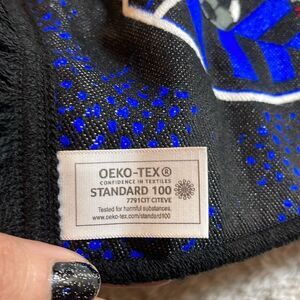 OEKO-TEX®
CONFIDENCE IN TEXTILES
STANDARD 100
7791CIT CITEVE
Tested for harmful substances.
www.oeko-tex.com/standard100